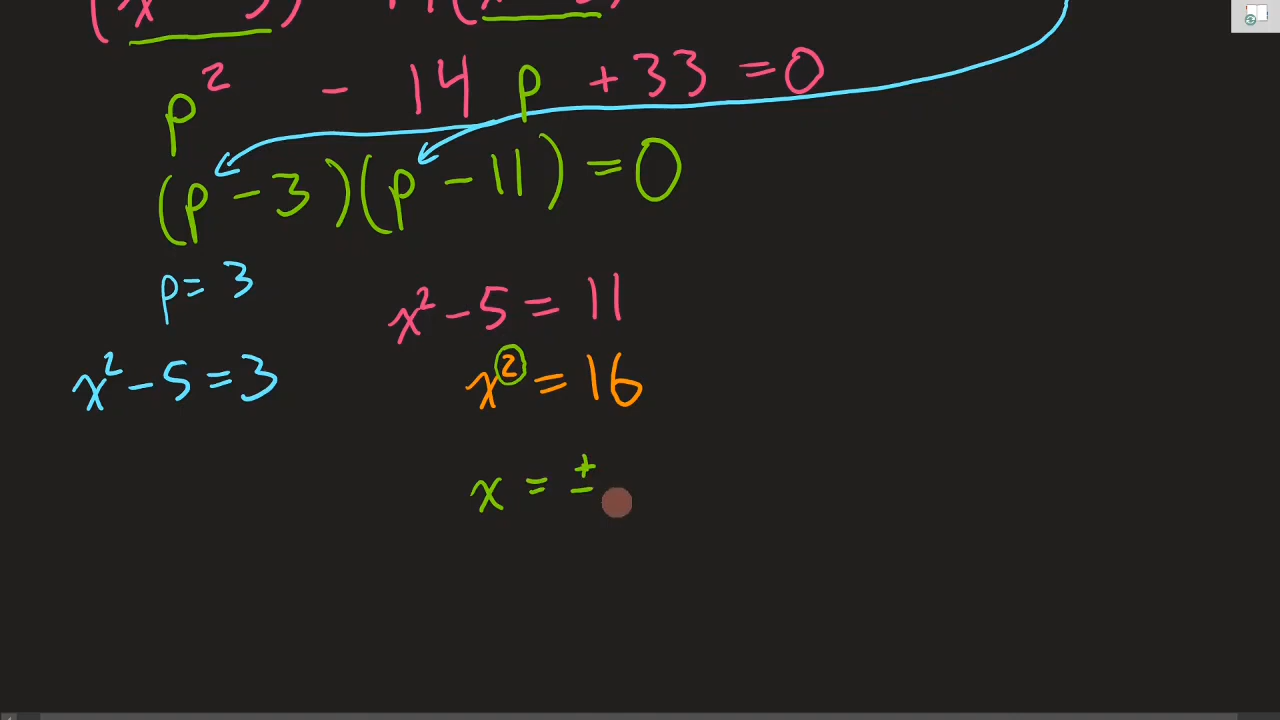 p² - 14 p + 33 = 0
(p - 3)(p - 11) = 0
p = 3
x² - 5 = 11
x² - 5 = 3
x² = 16
x = ±